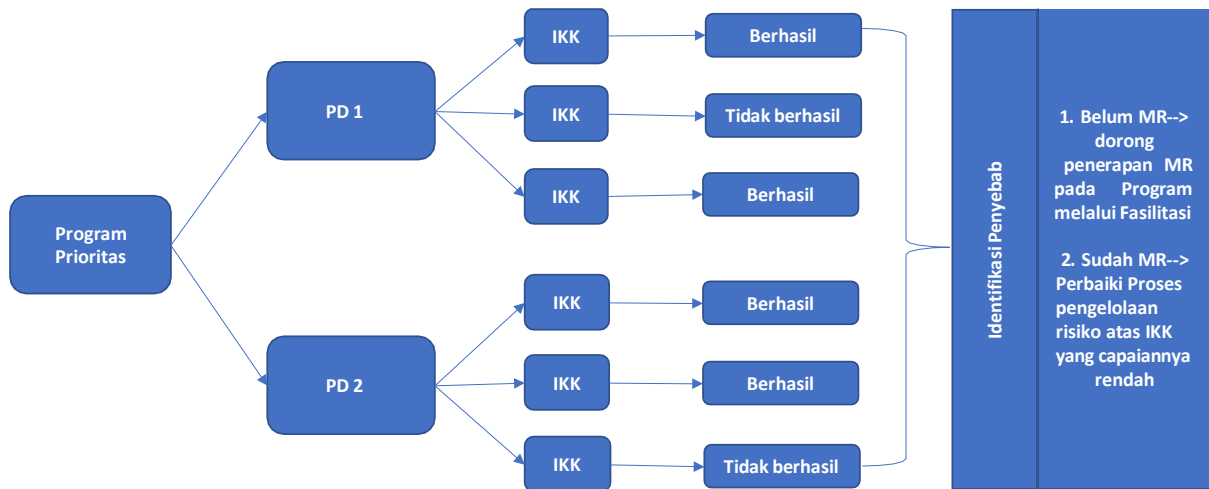 Program
Prioritas
PD 1
IKK
Berhasil
IKK
Tidak berhasil
IKK
Berhasil
PD 2
IKK
Berhasil
IKK
Berhasil
IKK
Tidak berhasil
Identifikasi Penyebab
1. Belum MR-->
dorong
penerapan MR
pada Program
melalui Fasilitasi
2. Sudah MR-->
Perbaiki Proses
pengelolaan
risiko atas IKK
yang capaiannya
rendah